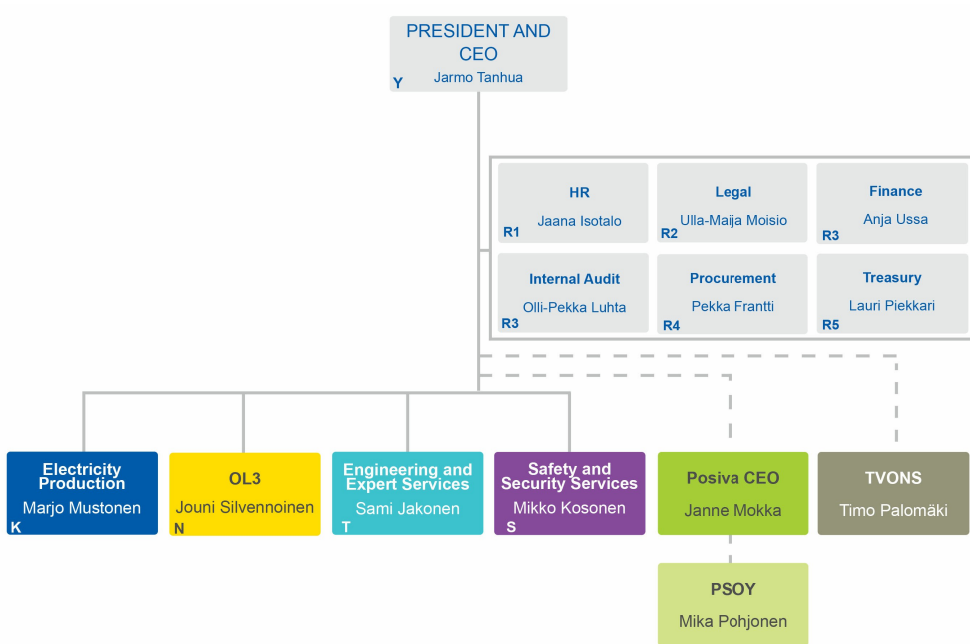 PRESIDENT AND
CEO
Jarmo Tanhua
Y
HR
Jaana Isotalo
R1
Legal
Ulla-Maija Moisio
R2
Finance
Anja Ussa
R3
Internal Audit
Olli-Pekka Luhta
R3
Procurement
Pekka Frantti
R4
Treasury
Lauri Piekkari
R5
Electricity
Production
Marjo Mustonen
K
OL3
Jouni Silvennoinen
N
Engineering and
Expert Services
Sami Jakonen
T
Safety and
Security Services
Mikko Kosonen
S
Posiva CEO
Janne Mokka
TVONS
Timo Palomäki
PSOY
Mika Pohjonen